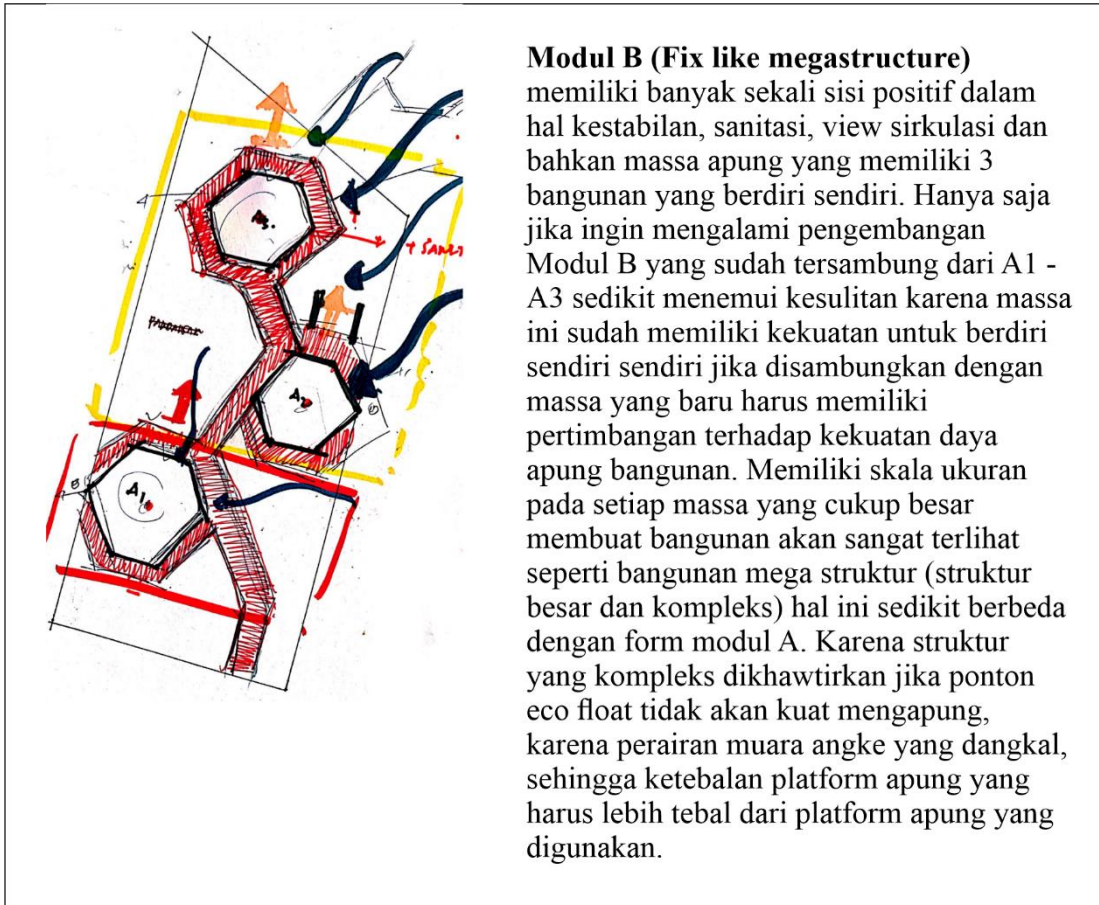 Modul B (Fix like megastructure)
memiliki banyak sekali sisi positif dalam
hal kestabilan, sanitasi, view sirkulasi dan
bahkan massa apung yang memiliki 3
bangunan yang berdiri sendiri. Hanya saja
jika ingin mengalami pengembangan
Modul B yang sudah tersambung dari A1 -
A3 sedikit menemui kesulitan karena massa
ini sudah memiliki kekuatan untuk berdiri
sendiri sendiri jika disambungkan dengan
massa yang baru harus memiliki
pertimbangan terhadap kekuatan daya
apung bangunan. Memiliki skala ukuran
pada setiap massa yang cukup besar
membuat bangunan akan sangat terlihat
seperti bangunan mega struktur (struktur
besar dan kompleks) hal ini sedikit berbeda
dengan form modul A. Karena struktur
yang kompleks dikhawtirkan jika ponton
eco float tidak akan kuat mengapung,
karena perairan muara angke yang dangkal,
sehingga ketebalan platform apung yang
harus lebih tebal dari platform apung yang
digunakan.
A3.
A2
A1